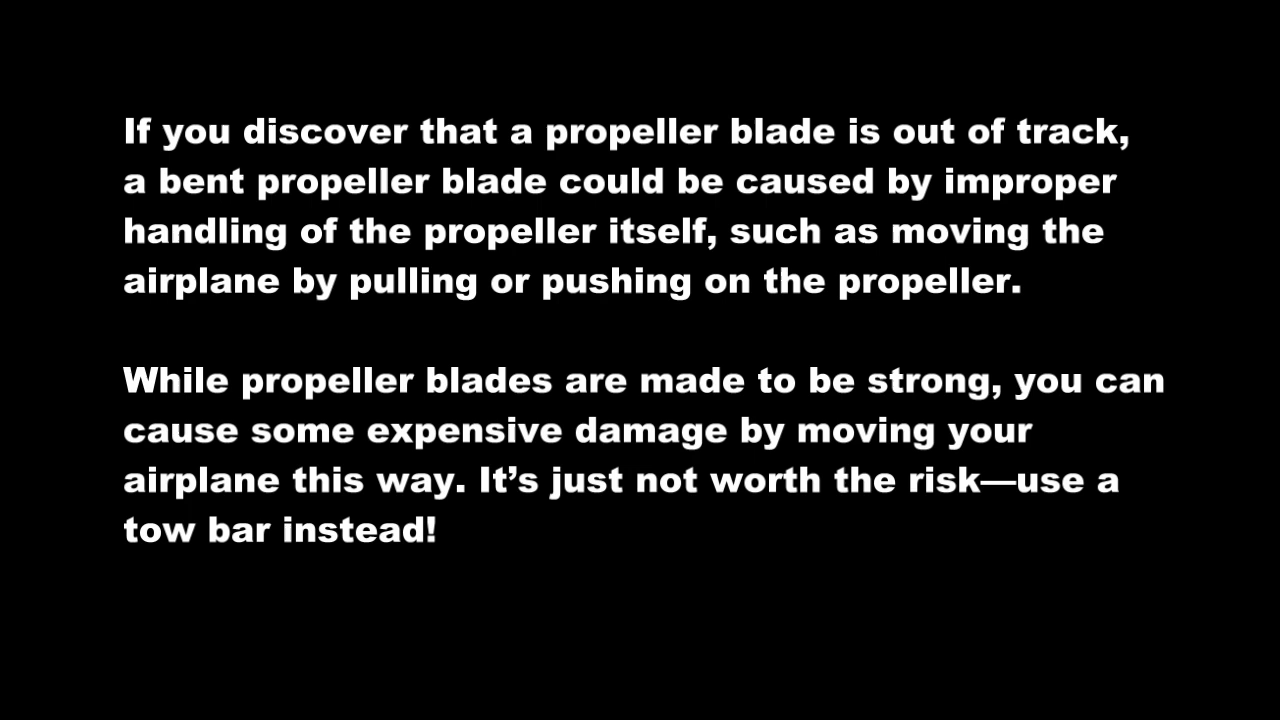 If you discover that a propeller blade is out of track,
a bent propeller blade could be caused by improper
handling of the propeller itself, such as moving the
airplane by pulling or pushing on the propeller.
While propeller blades are made to be strong, you can
cause some expensive damage by moving your
airplane this way. It’s just not worth the risk—use a
tow bar instead!